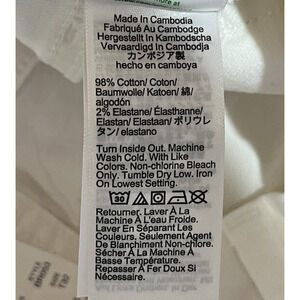 Made In Cambodia
Fabriqué Au Cambodge
Hergestellt In Kambodscha
Vervaardigd In Cambodja
カンボジア製
hecho en camboya
98% Cotton/ Coton/
Baumwolle/ Katoen/ 綿/
algodón
2% Elastane/ Élasthanne/
Elastan/ Elastaan/ ポリウレ
タン/ elastano
Turn Inside Out. Machine
Wash Cold. With Like
Colors. Non-chlorine Bleach
Only. Tumble Dry Low. Iron
On Low If Needed.
30
Retourner. Laver À La
Machine À L'eau Froide.
Laver En Séparant Les
Couleurs. Seulement Agent
De Blanchiment Non-chlore.
Sécher À La Machine À
Basse Température.
Repasser À Fer Doux Si
Nécessaire.